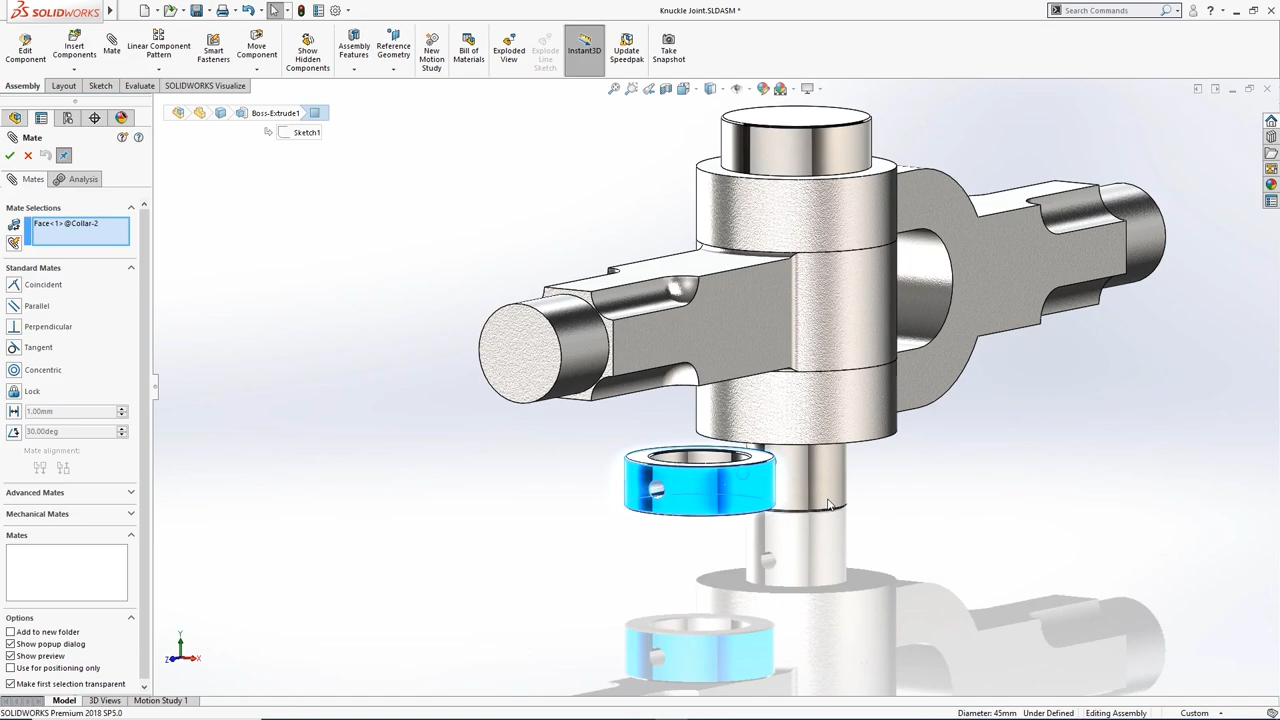 SOLIDWORKS
Knuckle Joint.SLDASM *
Search Commands
Edit Component
Insert Components
Mate
Linear Component Pattern
Smart Fasteners
Move Component
Show Hidden Components
Assembly Features
Reference Geometry
New Motion Study
Bill of Materials
Exploded View
Explode Line Sketch
Instant3D
Update Speedpak
Take Snapshot
Assembly
Layout
Sketch
Evaluate
SOLIDWORKS Visualize
Boss-Extrude1
Sketch1
Mate
Mates
Analysis
Mate Selections
Face<1>@Collar-2
Standard Mates
Coincident
Parallel
Perpendicular
Tangent
Concentric
Lock
1.00mm
30.00deg
Mate alignment:
Advanced Mates
Mechanical Mates
Mates
Options
Add to new folder
Show popup dialog
Show preview
Use for positioning only
Make first selection transparent
Y
Z
X
Model
3D Views
Motion Study 1
SOLIDWORKS Premium 2018 SP5.0
Diameter: 45mm
Under Defined
Editing Assembly
Custom